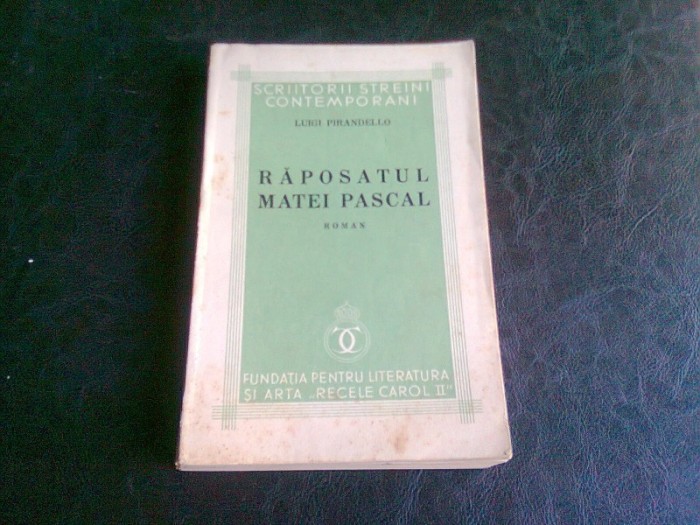 SCRIITORII STREINI
CONTEMPORANI
LUIGI PIRANDELLO
RĂPOSATUL
MATEI PASCAL
ROMAN
FUNDAȚIA PENTRU LITERATURA
ȘI ARTA „REGELE CAROL II"